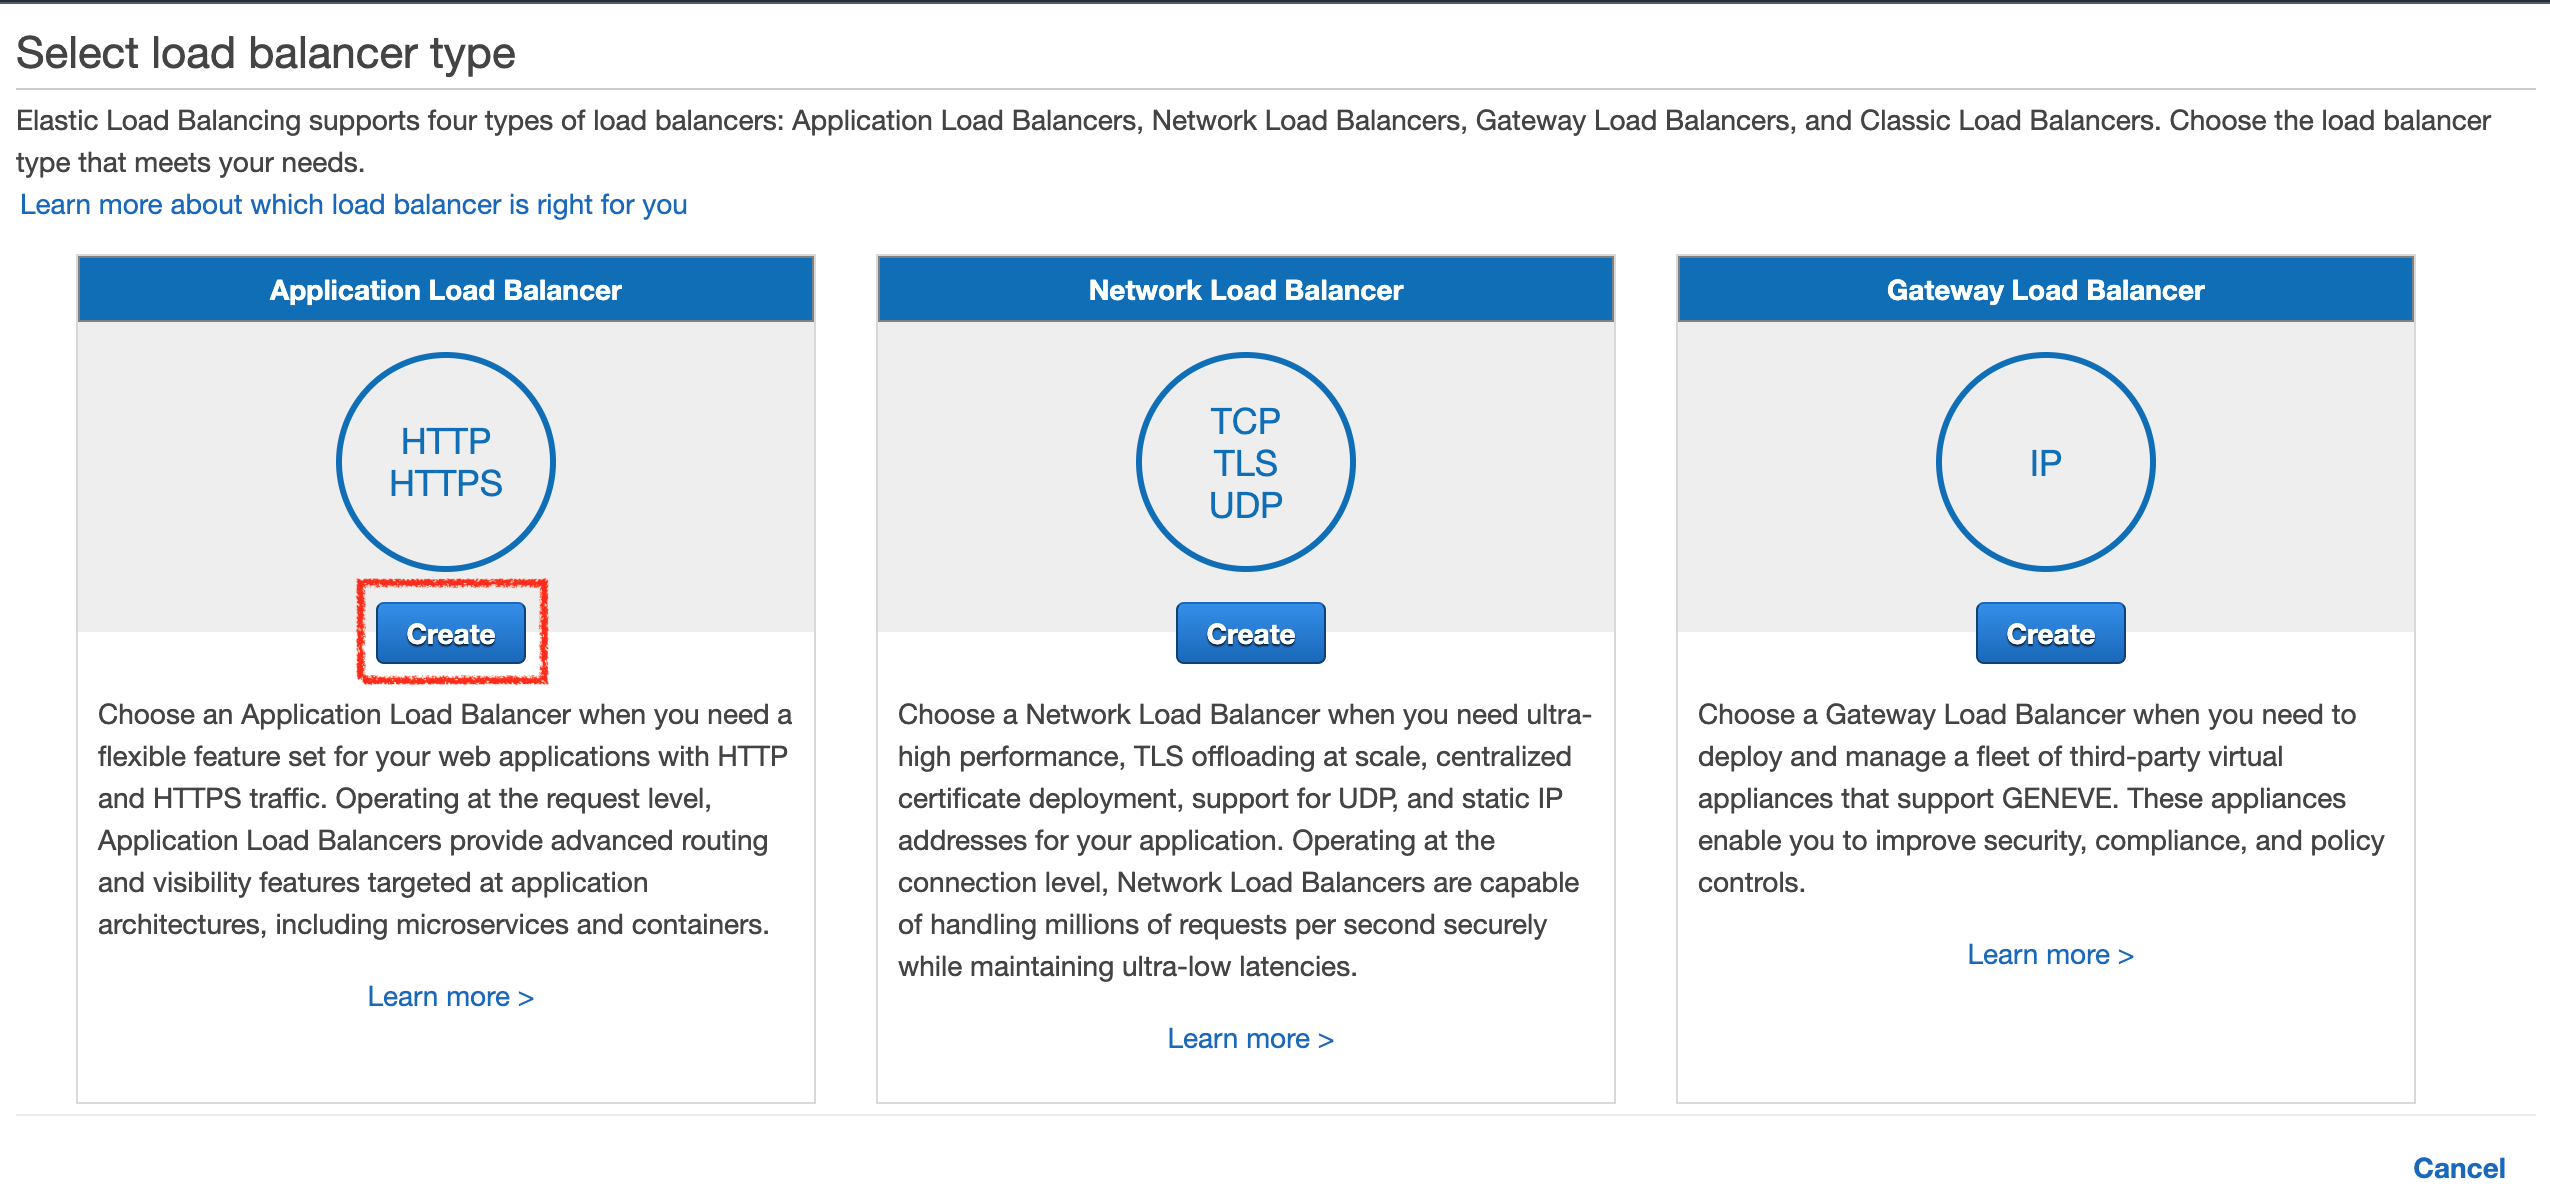 Select load balancer type
Elastic Load Balancing supports four types of load balancers: Application Load Balancers, Network Load Balancers, Gateway Load Balancers, and Classic Load Balancers. Choose the load balancer
type that meets your needs.
Learn more about which load balancer is right for you
Application Load Balancer
HTTP
HTTPS
Create
Choose an Application Load Balancer when you need a
flexible feature set for your web applications with HTTP
and HTTPS traffic. Operating at the request level,
Application Load Balancers provide advanced routing
and visibility features targeted at application
architectures, including microservices and containers.
Learn more >
Network Load Balancer
TCP
TLS
UDP
Create
Choose a Network Load Balancer when you need ultra-
high performance, TLS offloading at scale, centralized
certificate deployment, support for UDP, and static IP
addresses for your application. Operating at the
connection level, Network Load Balancers are capable
of handling millions of requests per second securely
while maintaining ultra-low latencies.
Learn more >
Gateway Load Balancer
IP
Create
Choose a Gateway Load Balancer when you need to
deploy and manage a fleet of third-party virtual
appliances that support GENEVE. These appliances
enable you to improve security, compliance, and policy
controls.
Learn more >
Cancel